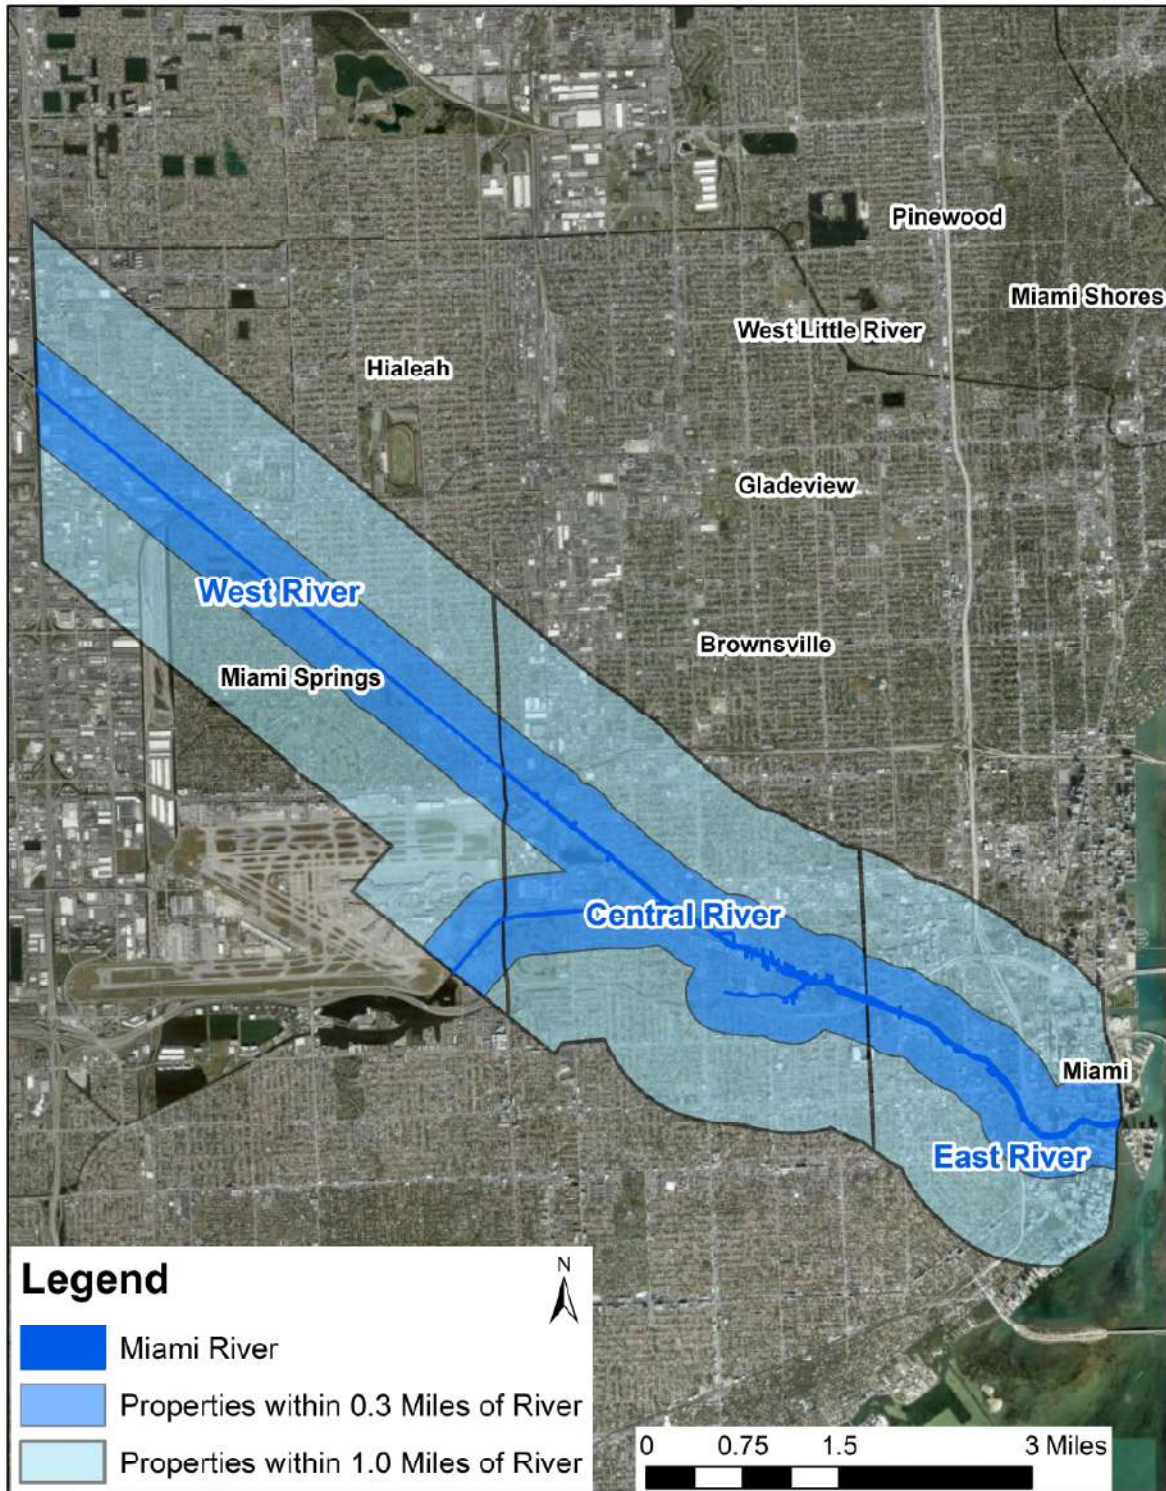 Pinewood
Miami Shores
West Little River
Hialeah
Gladeview
West River
Brownsville
Miami Springs
Central River
Miami
East River
Legend
N
Miami River
Properties within 0.3 Miles of River
Properties within 1.0 Miles of River
0 0.75 1.5 3 Miles